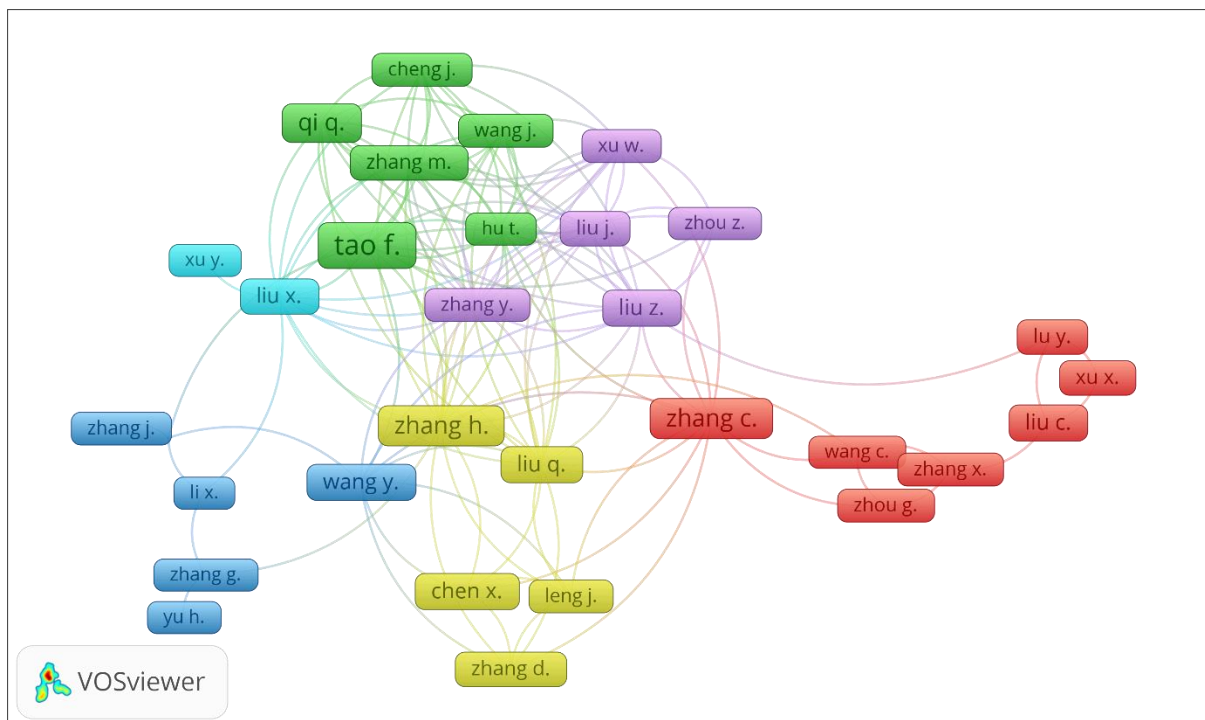 cheng j.
qi q.
wang j.
zhang m.
xu w.
tao f.
hu t.
liu j.
zhou z.
xu y.
liu x.
zhang y.
liu z.
lu y.
xu x.
zhang j.
zhang h.
zhang c.
liu c.
wang y.
liu q.
wang c.
zhang x.
li x.
zhou g.
zhang g.
chen x.
leng j.
yu h.
zhang d.
VOSviewer